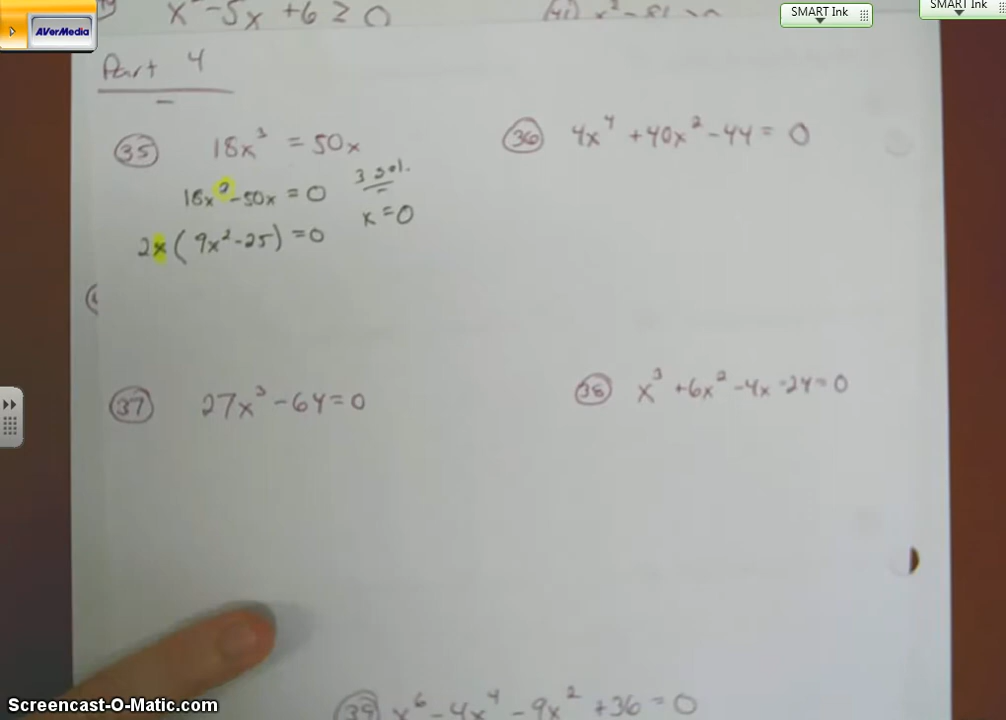 x² - 5x + 6 ≥ 0
SMART Ink
SMART Ink
AVerMedia
Part 4
(35) 18x³ = 50x
18x³ - 50x = 0 3 sol.
x = 0
2x(9x² - 25) = 0
(36) 4x⁴ + 40x² - 44 = 0
(37) 27x³ - 64 = 0
(38) x³ + 6x² - 4x - 24 = 0
(39) x⁶ - 4x⁴ - 9x² + 36 = 0
Screencast-O-Matic.com